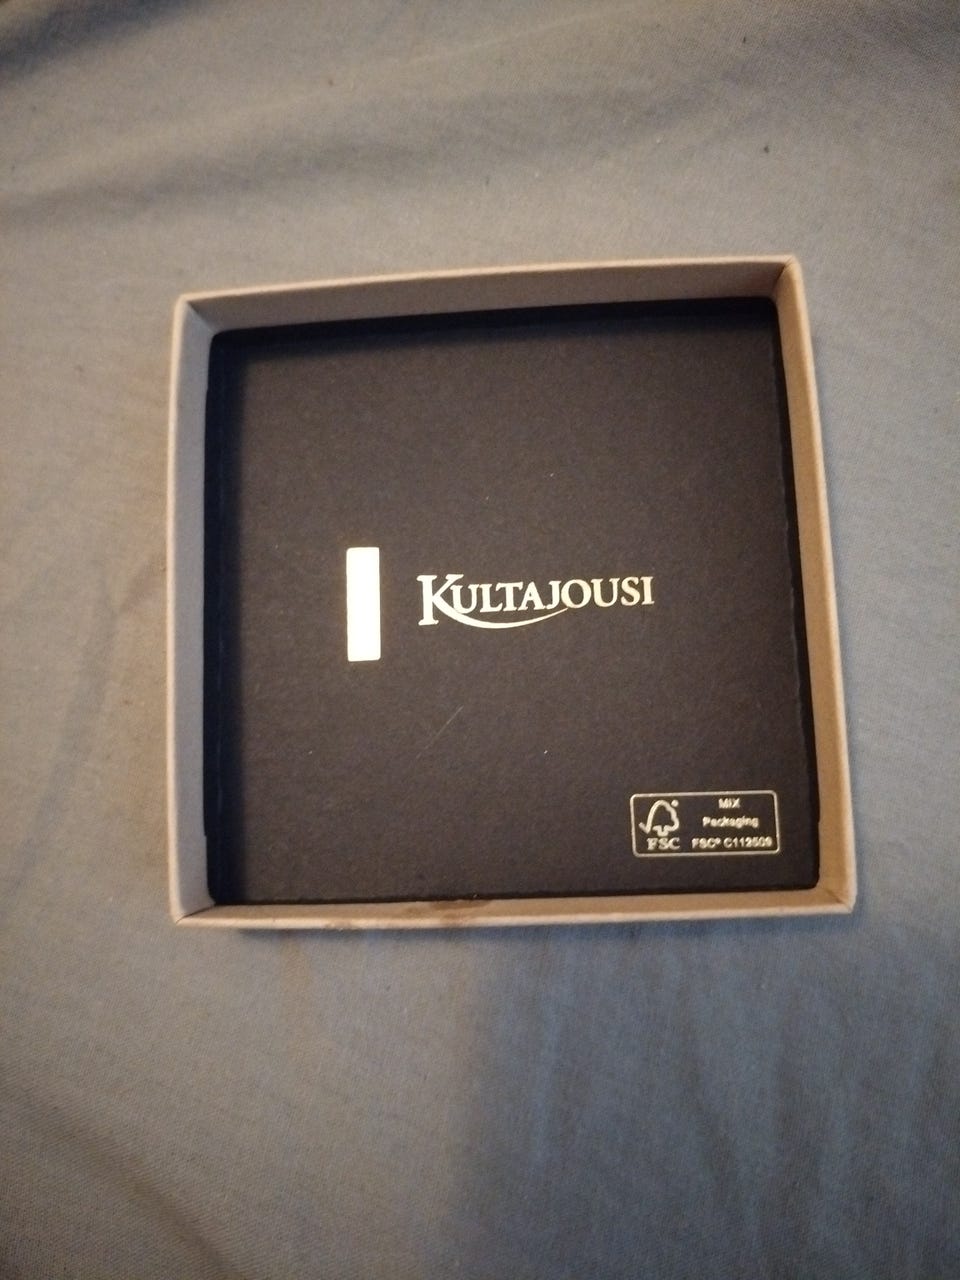 KULTAJOUSI
MIX
Packaging
FSC
FSC® C112509